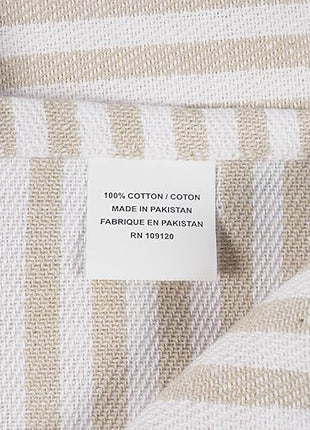 100% COTTON / COTON
MADE IN PAKISTAN
FABRIQUE EN PAKISTAN
RN 109120